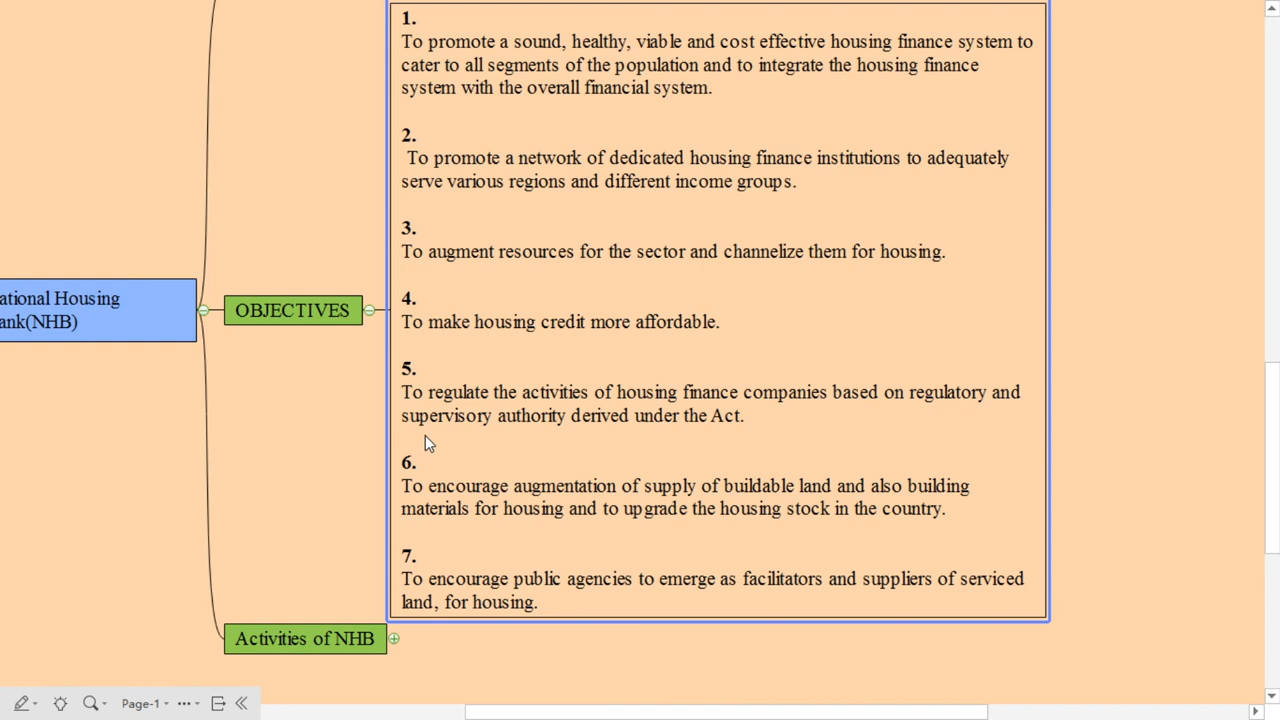 1.
To promote a sound, healthy, viable and cost effective housing finance system to
cater to all segments of the population and to integrate the housing finance
system with the overall financial system.
2.
To promote a network of dedicated housing finance institutions to adequately
serve various regions and different income groups.
3.
To augment resources for the sector and channelize them for housing.
4.
To make housing credit more affordable.
5.
To regulate the activities of housing finance companies based on regulatory and
supervisory authority derived under the Act.
6.
To encourage augmentation of supply of buildable land and also building
materials for housing and to upgrade the housing stock in the country.
7.
To encourage public agencies to emerge as facilitators and suppliers of serviced
land, for housing.
ational Housing
ank(NHB)
OBJECTIVES
Activities of NHB
Page-1